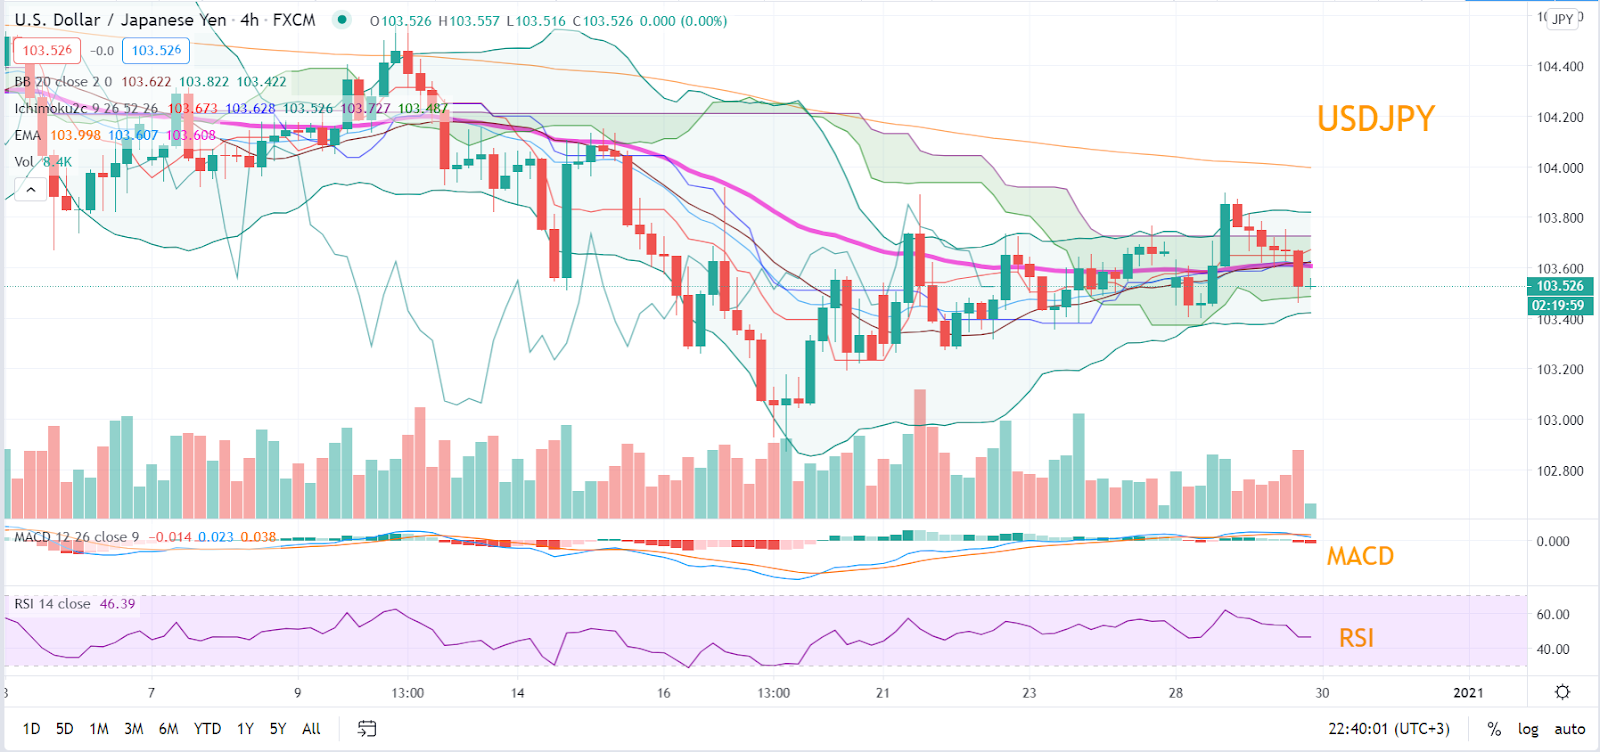 U.S. Dollar / Japanese Yen · 4h · FXCM O103.526 H103.557 L103.516 C103.526 0.000 (0.00%)
103.526 -0.0 103.526
BB 20 close 2 0 103.622 103.822 103.422
Ichimoku2c 9 26 52 26 103.673 103.628 103.526 103.727 103.487
EMA 103.998 103.607 103.608
Vol 8.4K
JPY
104.400
104.200
104.000
103.800
103.600
103.526
02:19:59
103.400
103.200
103.000
102.800
USDJPY
MACD 12 26 close 9 -0.014 0.023 0.038
0.000
MACD
RSI 14 close 46.39
60.00
40.00
RSI
3 7 9 13:00 14 16 13:00 21 23 28 30 2021
1D 5D 1M 3M 6M YTD 1Y 5Y All
22:40:01 (UTC+3) % log auto